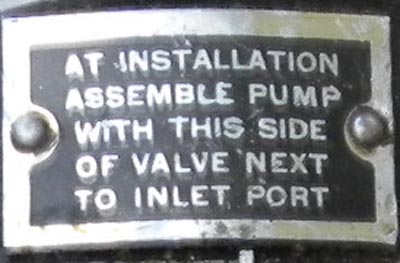 AT INSTALLATION
ASSEMBLE PUMP
WITH THIS SIDE
OF VALVE NEXT
TO INLET PORT